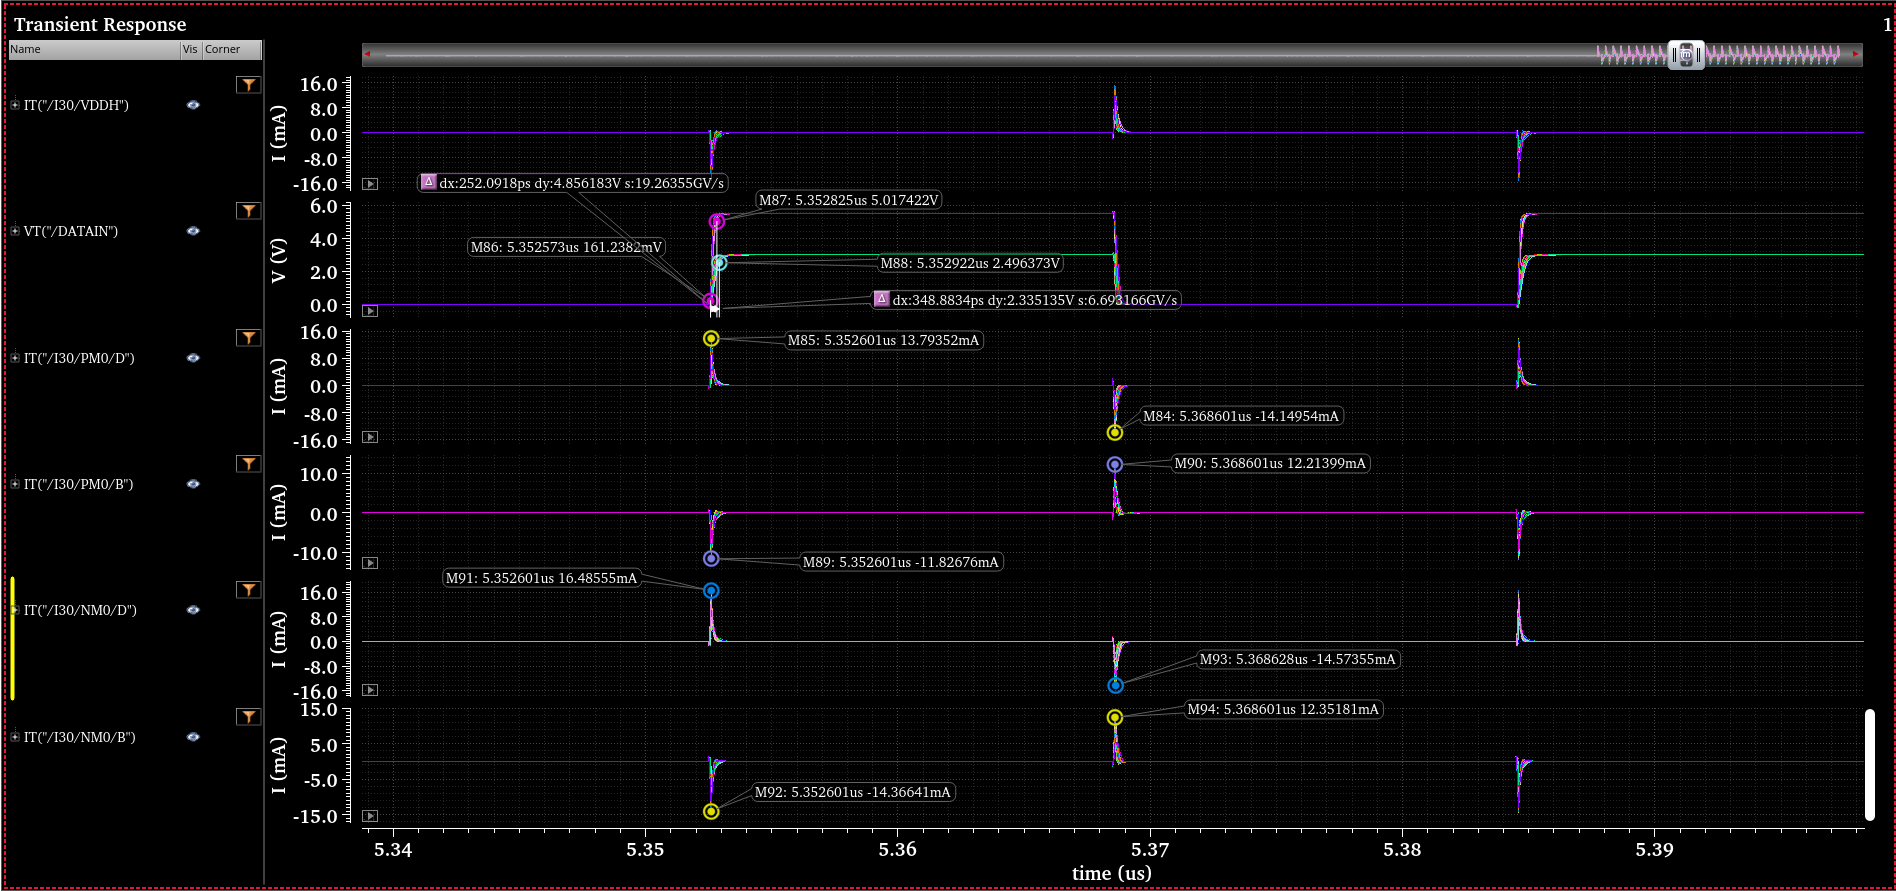 Transient Response
1
Name Vis Corner
IT("/I30/VDDH")
16.0
8.0
0.0
-8.0
-16.0
I (mA)
dx:252.0918ps dy:4.856183V s:19.26355GV/s
VT("/DATAIN")
6.0
4.0
2.0
0.0
V (V)
M87: 5.352825us 5.017422V
M86: 5.352573us 161.2382mV
M88: 5.352922us 2.496373V
dx:348.8834ps dy:2.335135V s:6.693166GV/s
IT("/I30/PM0/D")
16.0
8.0
0.0
-8.0
-16.0
I (mA)
M85: 5.352601us 13.79352mA
M84: 5.368601us -14.14954mA
IT("/I30/PM0/B")
10.0
0.0
-10.0
I (mA)
M90: 5.368601us 12.21399mA
M89: 5.352601us -11.82676mA
IT("/I30/NM0/D")
16.0
8.0
0.0
-8.0
-16.0
I (mA)
M91: 5.352601us 16.48555mA
M93: 5.368628us -14.57355mA
IT("/I30/NM0/B")
15.0
5.0
-5.0
-15.0
I (mA)
M94: 5.368601us 12.35181mA
M92: 5.352601us -14.36641mA
5.34 5.35 5.36 5.37 5.38 5.39
time (us)